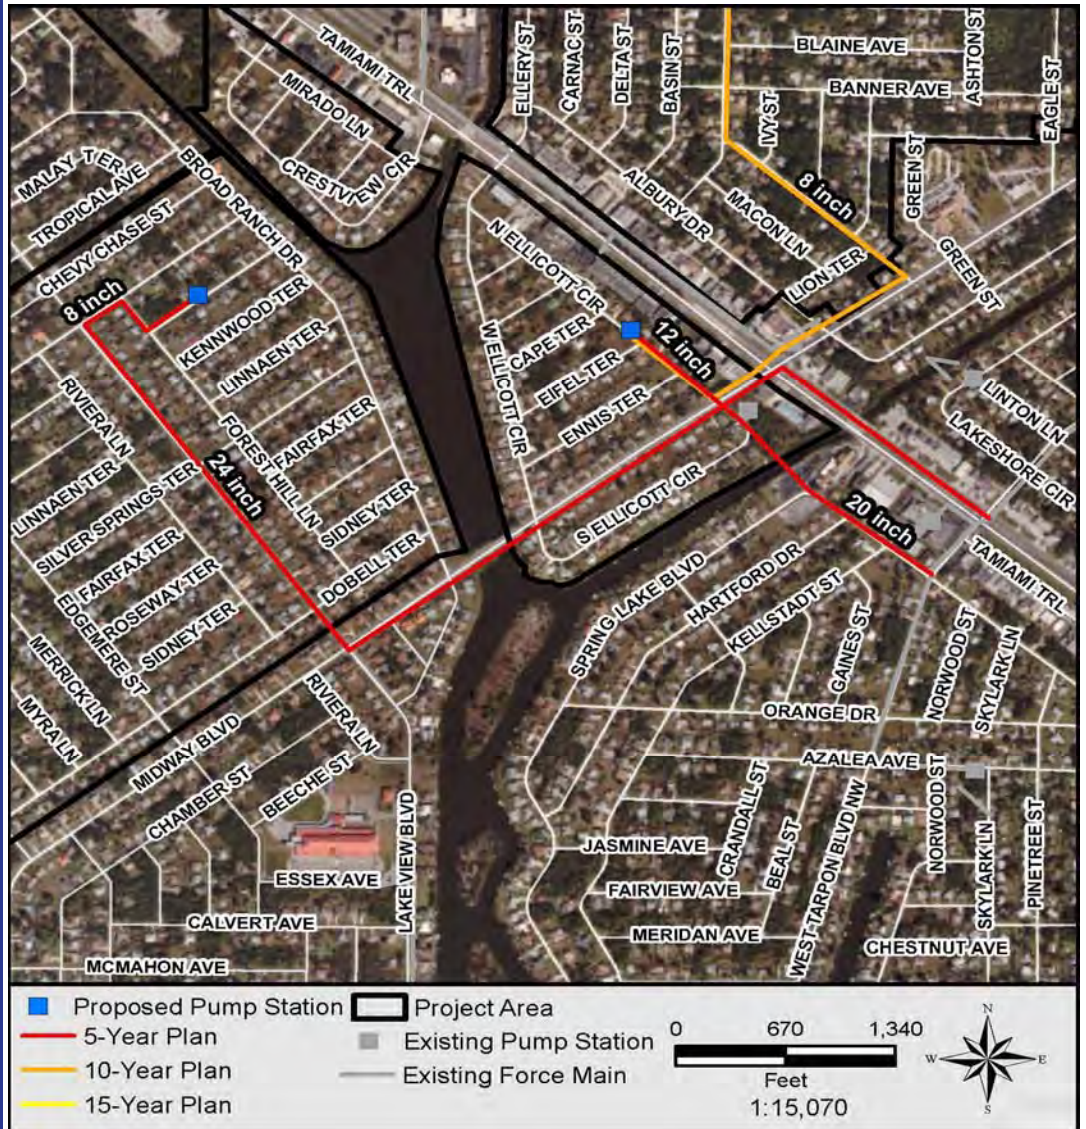 TAMIAMI TRL
ELLERY ST
CARNAC ST
DELTA ST
BASIN ST
BLAINE AVE
ASHTON ST
BANNER AVE
IVY ST
EAGLE ST
MIRADO LN
CRESTVIEW CIR
MALAY TER
TROPICAL AVE
BROAD RANCH DR
CHEVY CHASE ST
8 inch
ALBURY DR
MACON LN
8 inch
GREEN ST
GREEN ST
LION TER
N ELLICOTT CIR
W ELLICOTT CIR
CAPE TER
EIFEL TER
ENNIS TER
12 inch
KENNWOOD TER
LINNAEN TER
FAIRFAX TER
FOREST HILL LN
SIDNEY TER
DOBELL TER
RIVIERA LN
24 inch
LINNAEN TER
SILVER SPRINGS TER
FAIRFAX TER
ROSEWAY TER
SIDNEY TER
EDGEMERE ST
MERRICK LN
MYRA LN
LINTON LN
LAKESHORE CIR
S ELLICOTT CIR
20 inch
TAMIAMI TRL
SPRING LAKE BLVD
HARTFORD DR
KELLSTADT ST
GAINES ST
NORWOOD ST
SKYLARK LN
ORANGE DR
AZALEA AVE
MIDWAY BLVD
RIVIERA LN
CHAMBER ST
BEECHE ST
LAKE VIEW BLVD
ESSEX AVE
CALVERT AVE
MCMAHON AVE
JASMINE AVE
FAIRVIEW AVE
MERIDAN AVE
CRANDALL ST
BEAL ST
WEST TARPON BLVD NW
NORWOOD ST
SKYLARK LN
PINETREE ST
CHESTNUT AVE
Proposed Pump Station
Project Area
5-Year Plan
Existing Pump Station
10-Year Plan
Existing Force Main
15-Year Plan
0 670 1,340
Feet
1:15,070
N
W
E
S